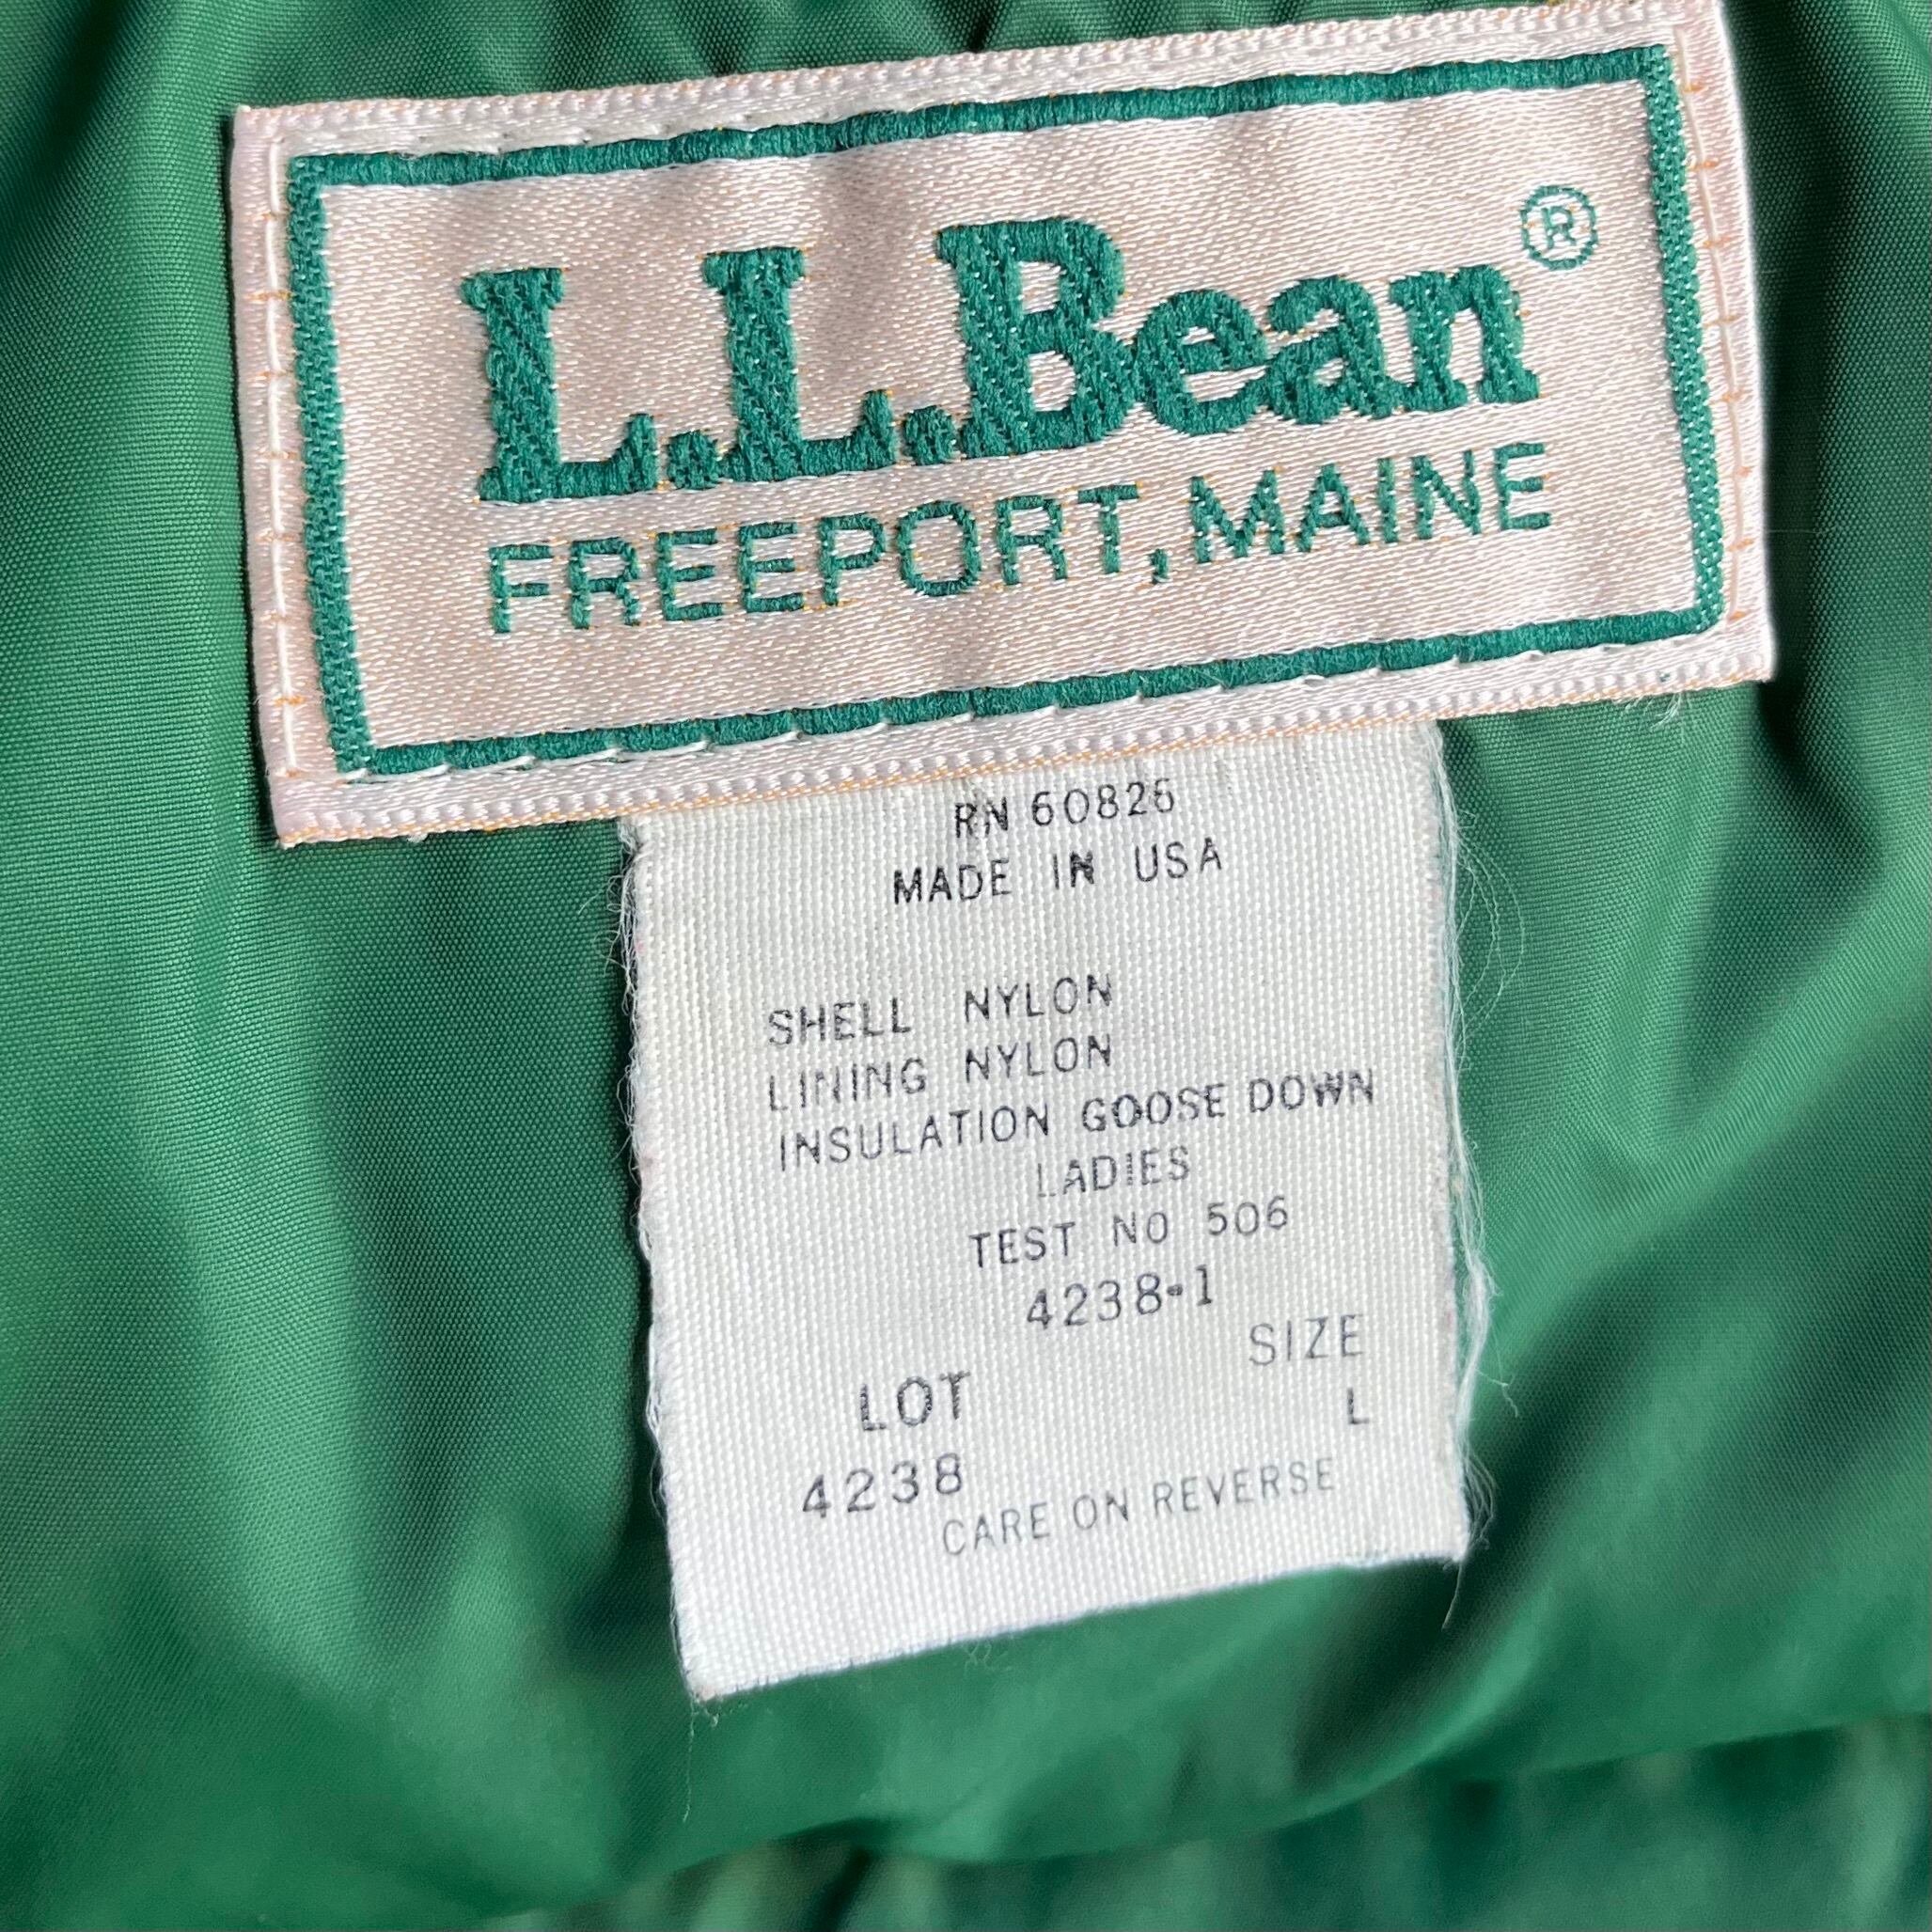 L.L.Bean®
FREEPORT, MAINE
RN 60826
MADE IN USA
SHELL NYLON
LINING NYLON
INSULATION GOOSE DOWN
LADIES
TEST NO 506
4238-1
SIZE
LOT L
4238
CARE ON REVERSE